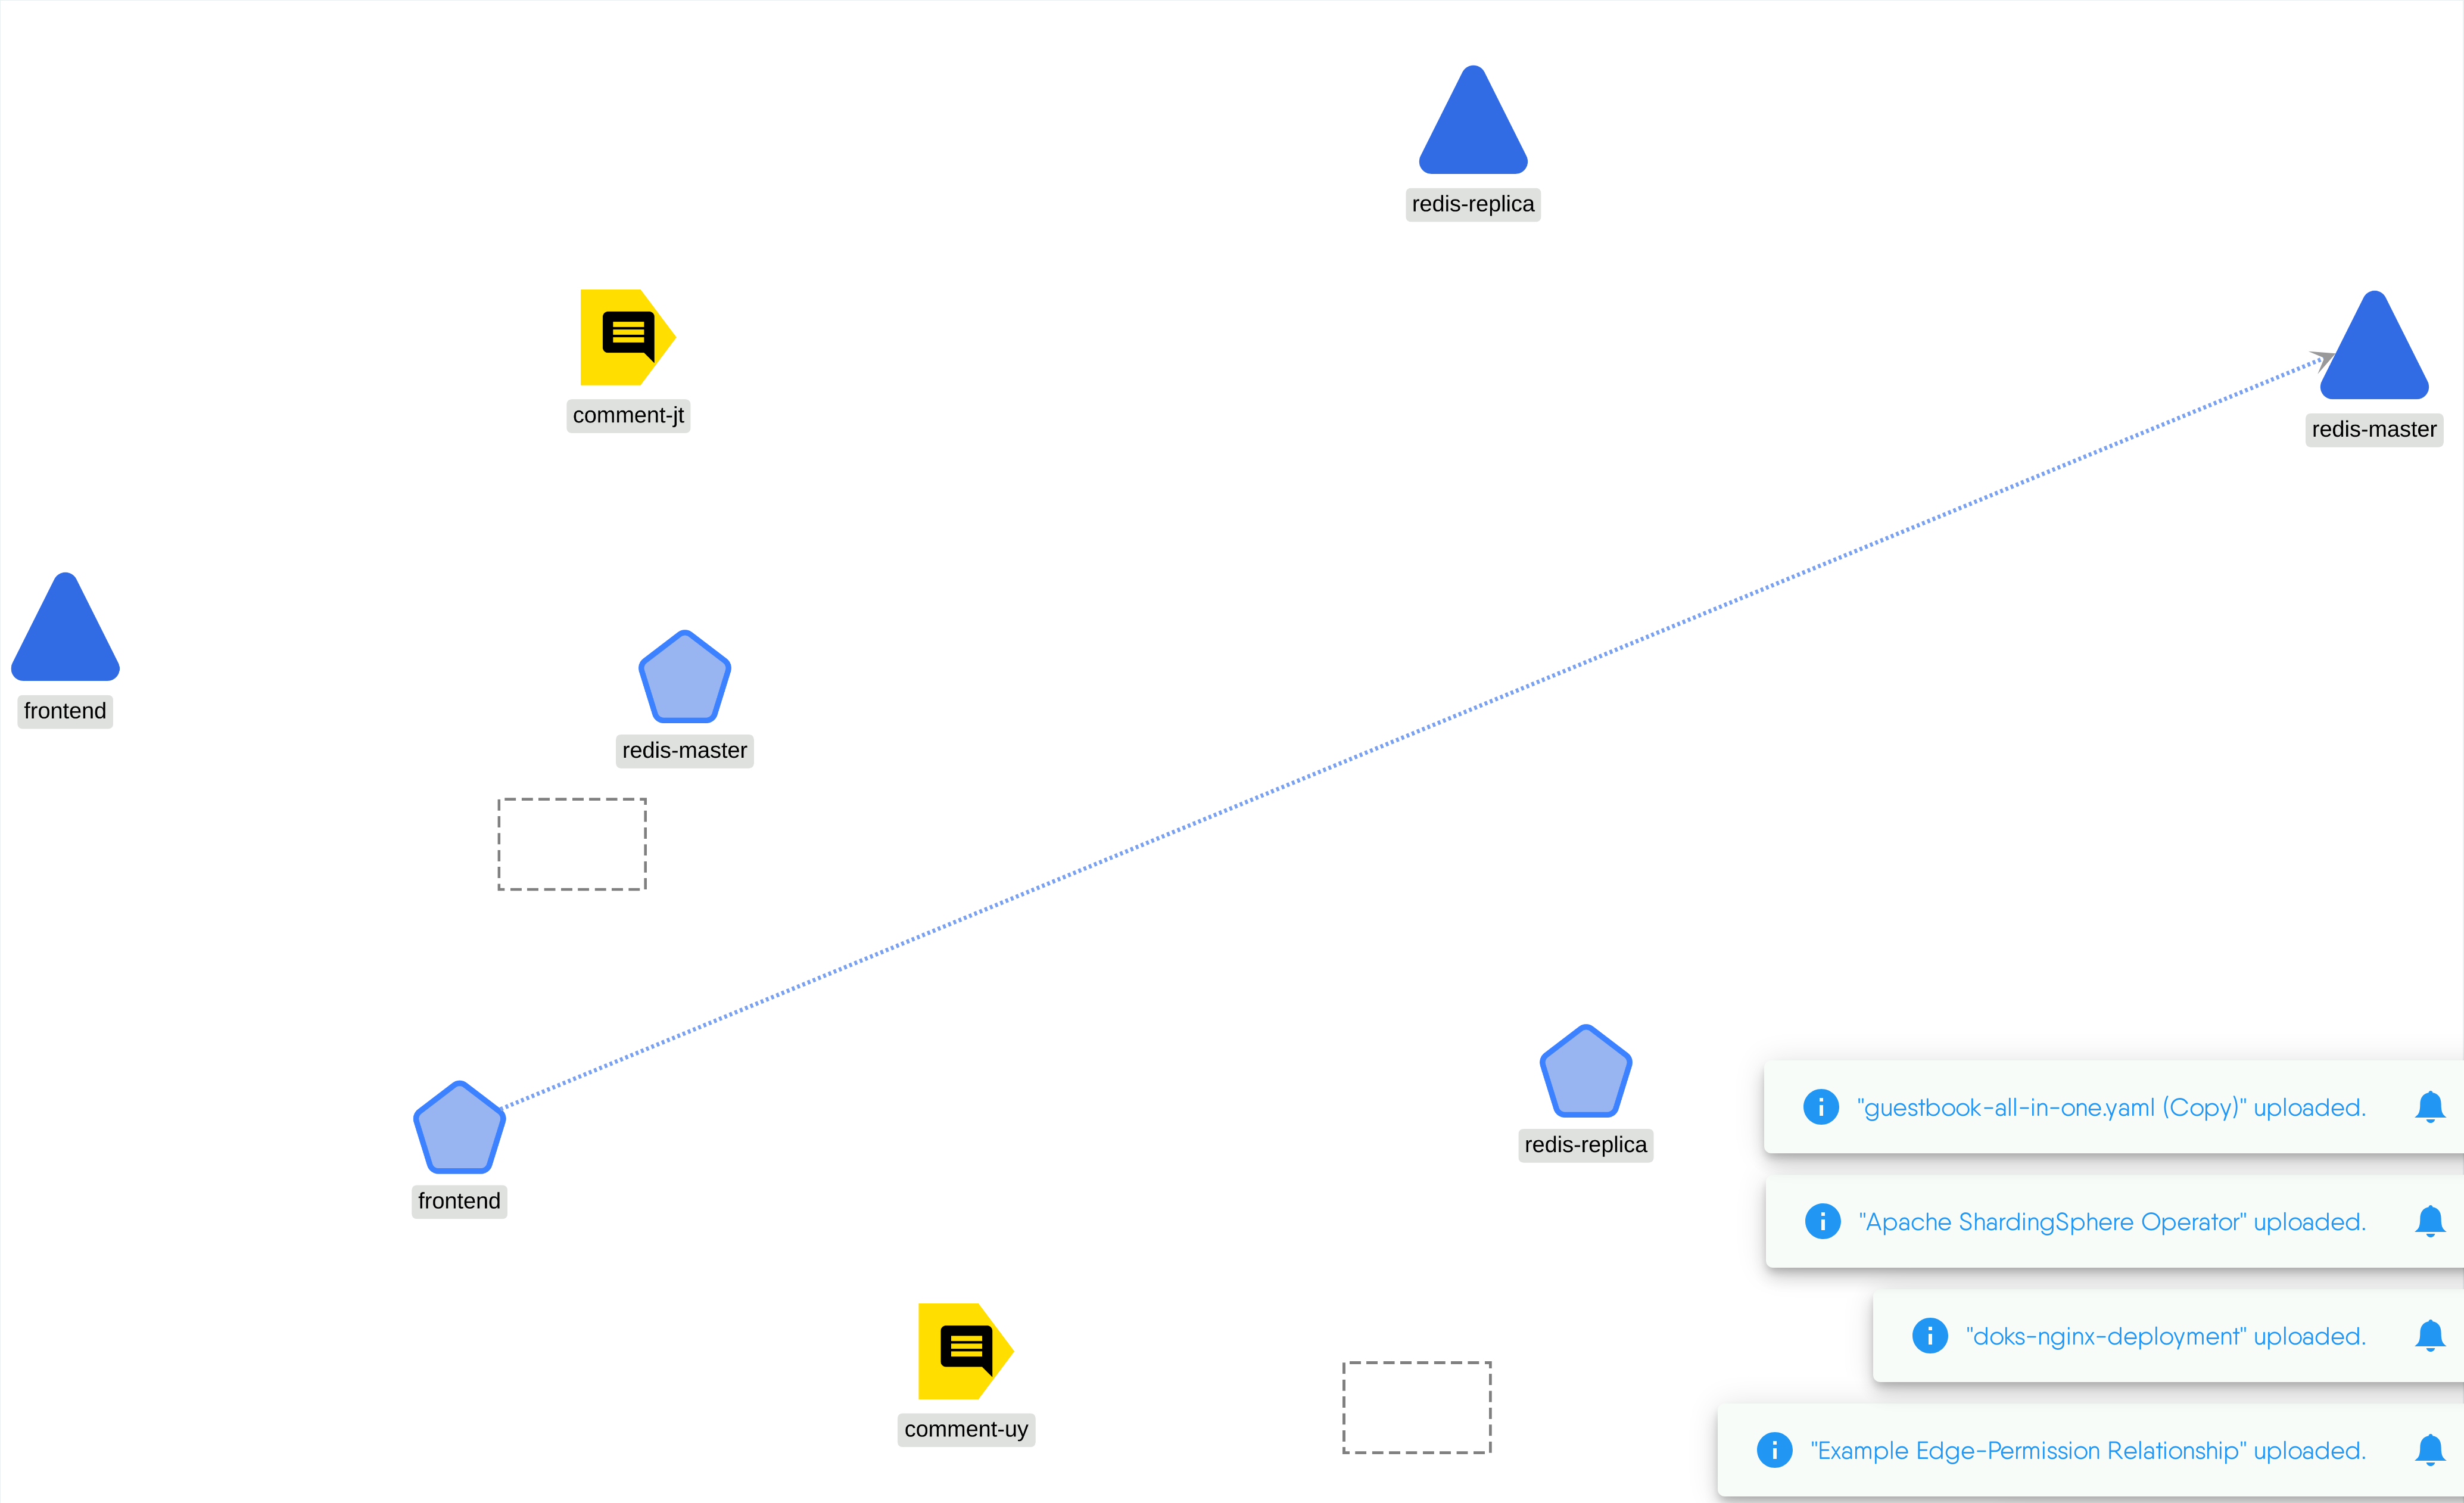 redis-replica
comment-jt
redis-master
frontend
redis-master
redis-replica
frontend
comment-uy
"guestbook-all-in-one.yaml (Copy)" uploaded.
"Apache ShardingSphere Operator" uploaded.
"doks-nginx-deployment" uploaded.
"Example Edge-Permission Relationship" uploaded.